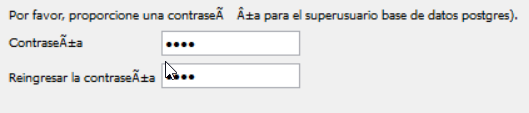 Por favor, proporcione una contraseÃ Â±a para el superusuario base de datos postgres).
ContraseÃ±a
••••
Reingresar la contraseÃ±a
••••